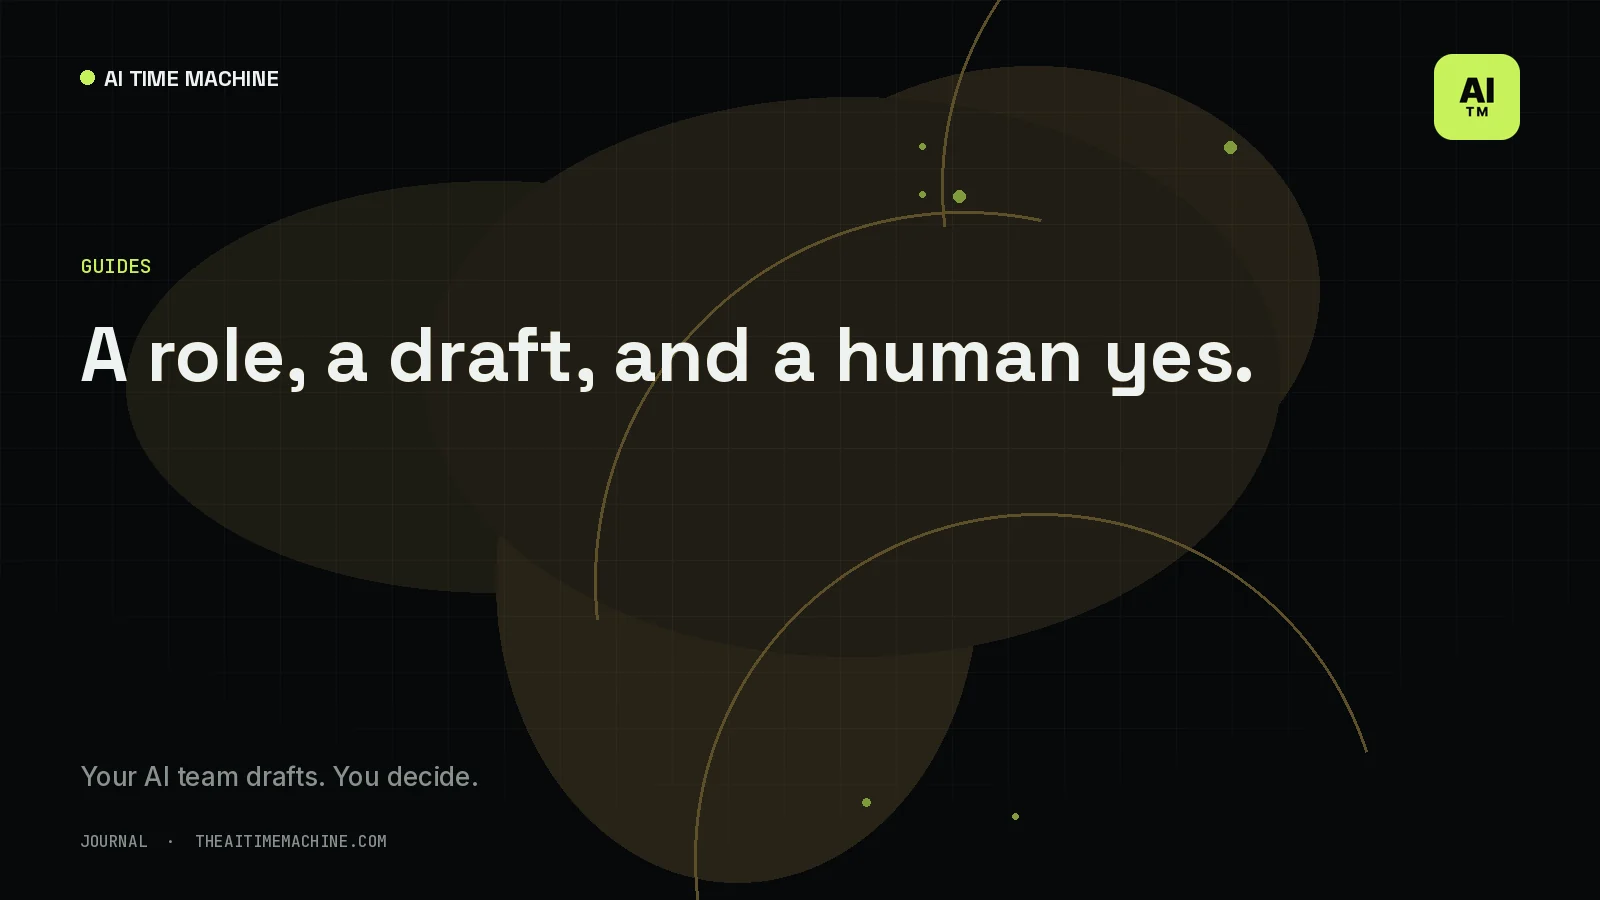 AI TIME MACHINE
AI
TM
GUIDES
A role, a draft, and a human yes.
Your AI team drafts. You decide.
JOURNAL · THEAITIMEMACHINE.COM